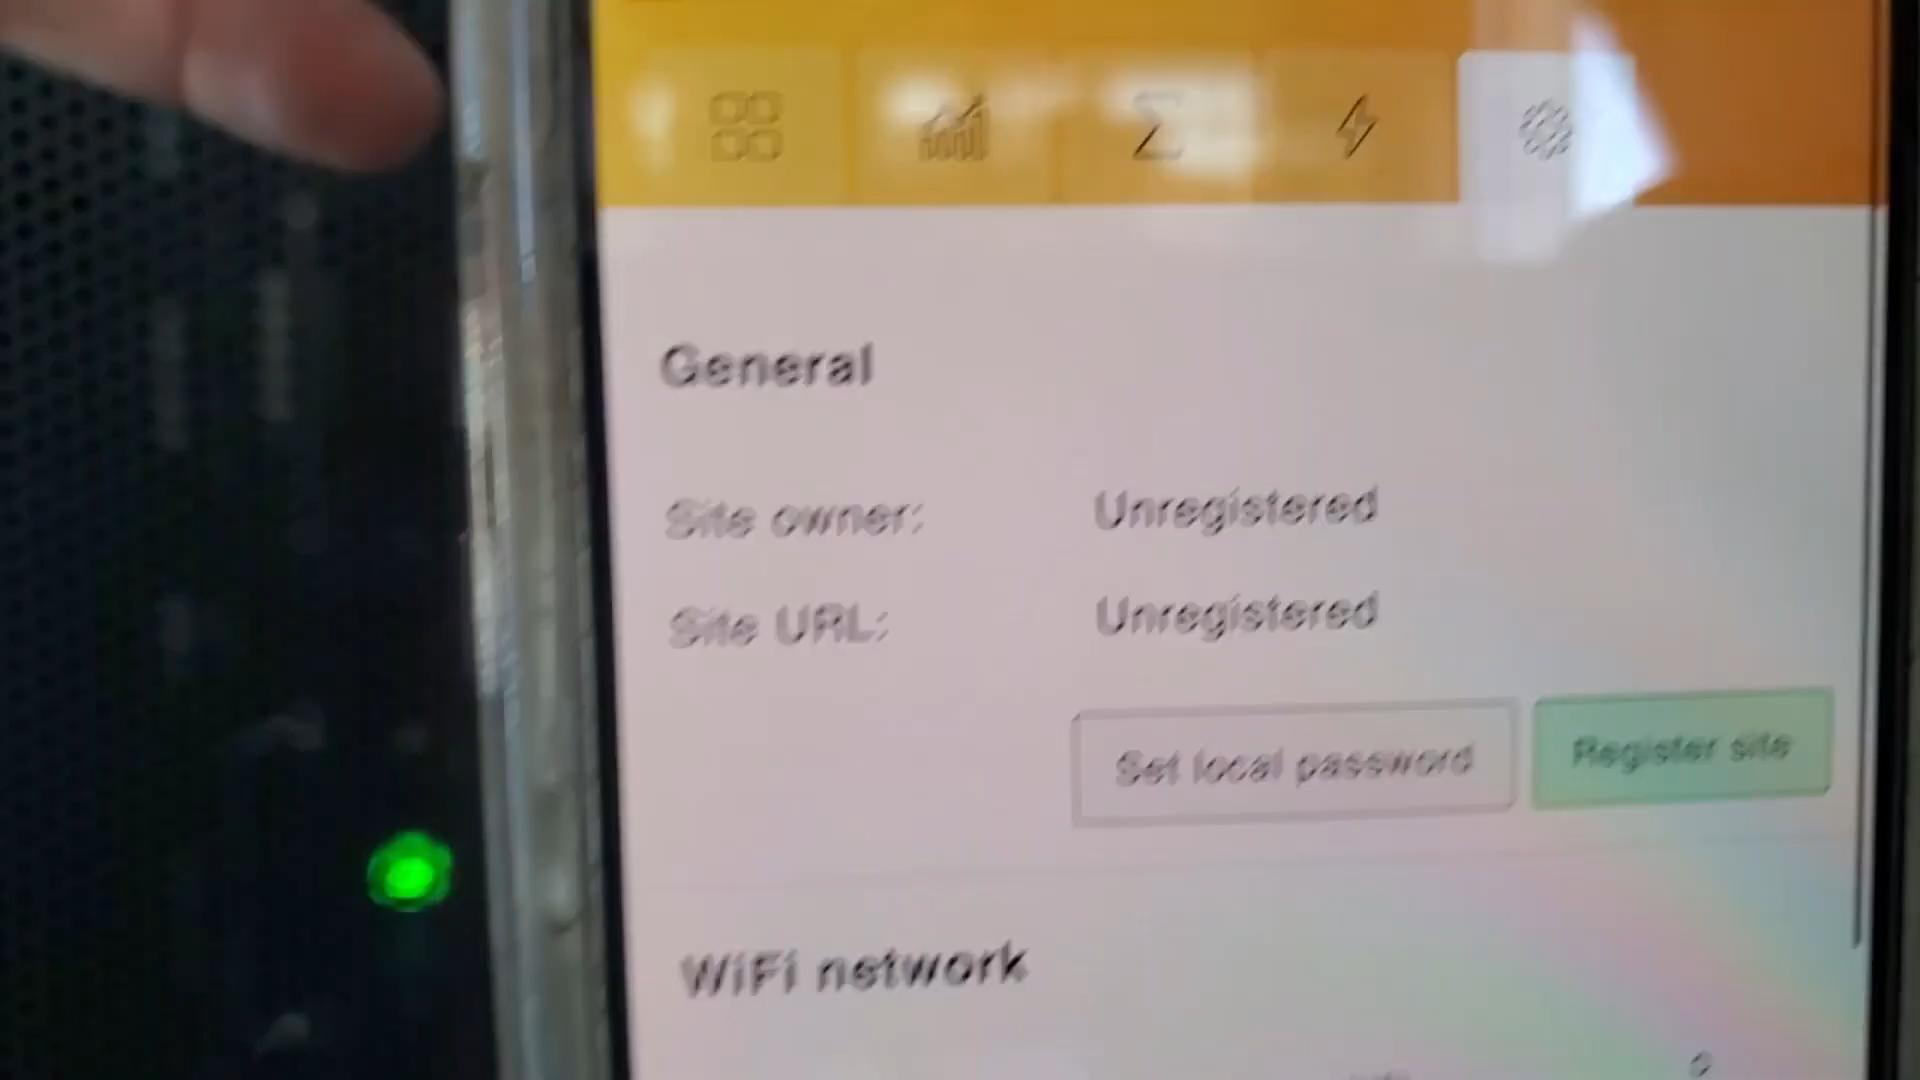 General
Site owner: Unregistered
Site URL: Unregistered
Set local password Register site
WiFi network